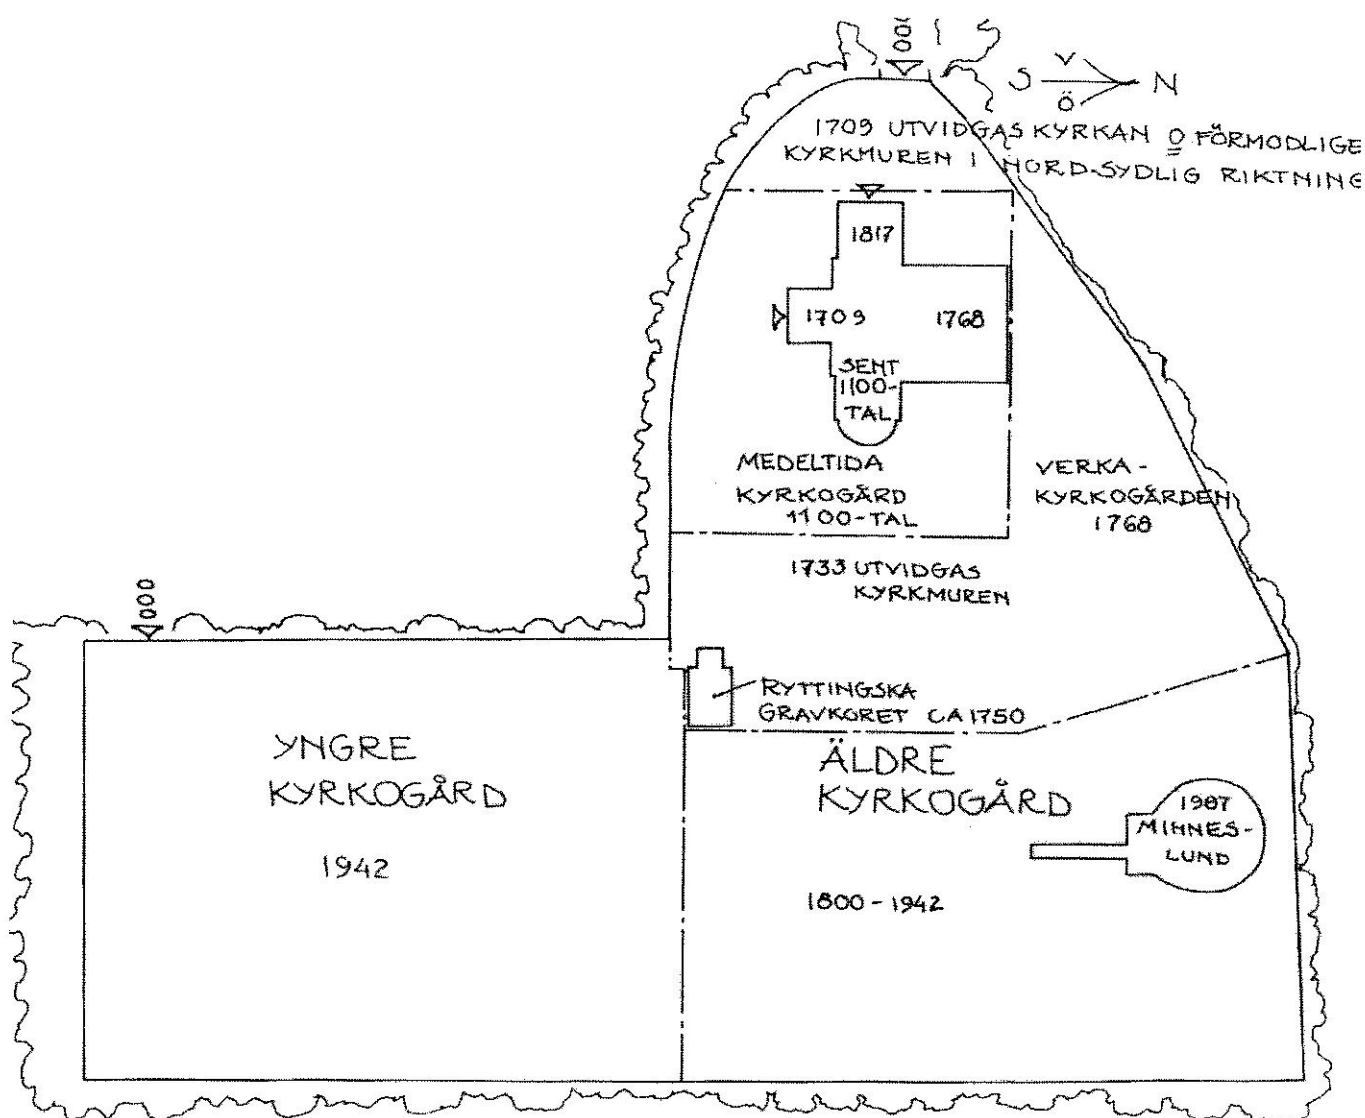 V
S N
Ö
1709 UTVIDGAS KYRKAN O FÖRMODLIGE
KYRKMUREN I NORD-SYDLIG RIKTNING
1817
1709 1768
SENT
1100-
TAL
MEDELTIDA
KYRKOGÅRD
1100-TAL
VERKA-
KYRKOGÅRDEN
1768
1733 UTVIDGAS
KYRKMUREN
RYTTINGSKA
GRAVKORET CA 1750
YNGRE
KYRKOGÅRD
1942
ÄLDRE
KYRKOGÅRD
1800-1942
1987
MINNES-
LUND